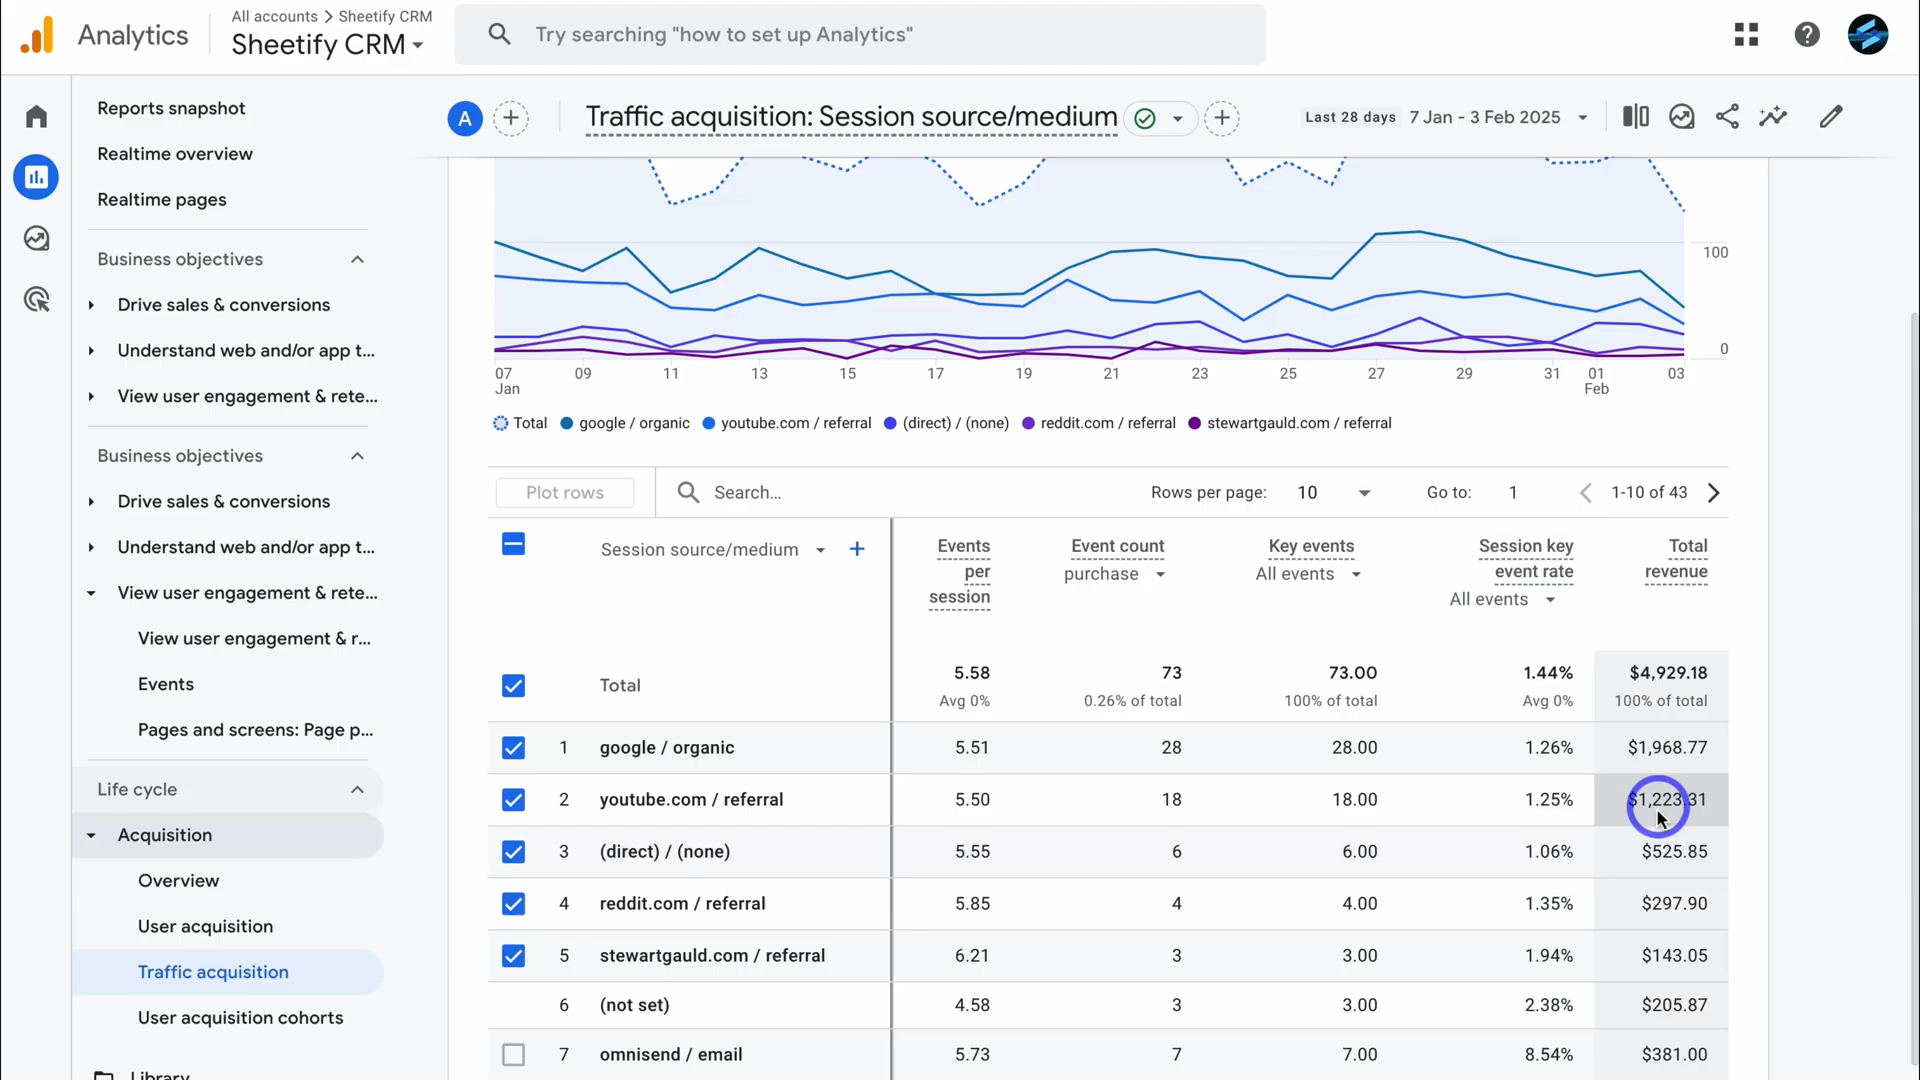 Analytics
All accounts > Sheetify CRM
Sheetify CRM
Try searching "how to set up Analytics"
Reports snapshot
Realtime overview
Realtime pages
Business objectives
Drive sales & conversions
Understand web and/or app t...
View user engagement & rete...
Business objectives
Drive sales & conversions
Understand web and/or app t...
View user engagement & rete...
View user engagement & r...
Events
Pages and screens: Page p...
Life cycle
Acquisition
Overview
User acquisition
Traffic acquisition
User acquisition cohorts
Library
A
Traffic acquisition: Session source/medium
Last 28 days 7 Jan - 3 Feb 2025
100
0
07 09 11 13 15 17 19 21 23 25 27 29 31 01 03
Jan Feb
Total google / organic youtube.com / referral (direct) / (none) reddit.com / referral stewartgauld.com / referral
Plot rows Search... Rows per page: 10 Go to: 1 1-10 of 43
Session source/medium
Events per session
Event count
purchase
Key events
All events
Session key event rate
All events
Total revenue
Total 5.58 73 73.00 1.44% $4,929.18
Avg 0% 0.26% of total 100% of total Avg 0% 100% of total
1 google / organic 5.51 28 28.00 1.26% $1,968.77
2 youtube.com / referral 5.50 18 18.00 1.25% $1,223.31
3 (direct) / (none) 5.55 6 6.00 1.06% $525.85
4 reddit.com / referral 5.85 4 4.00 1.35% $297.90
5 stewartgauld.com / referral 6.21 3 3.00 1.94% $143.05
6 (not set) 4.58 3 3.00 2.38% $205.87
7 omnisend / email 5.73 7 7.00 8.54% $381.00